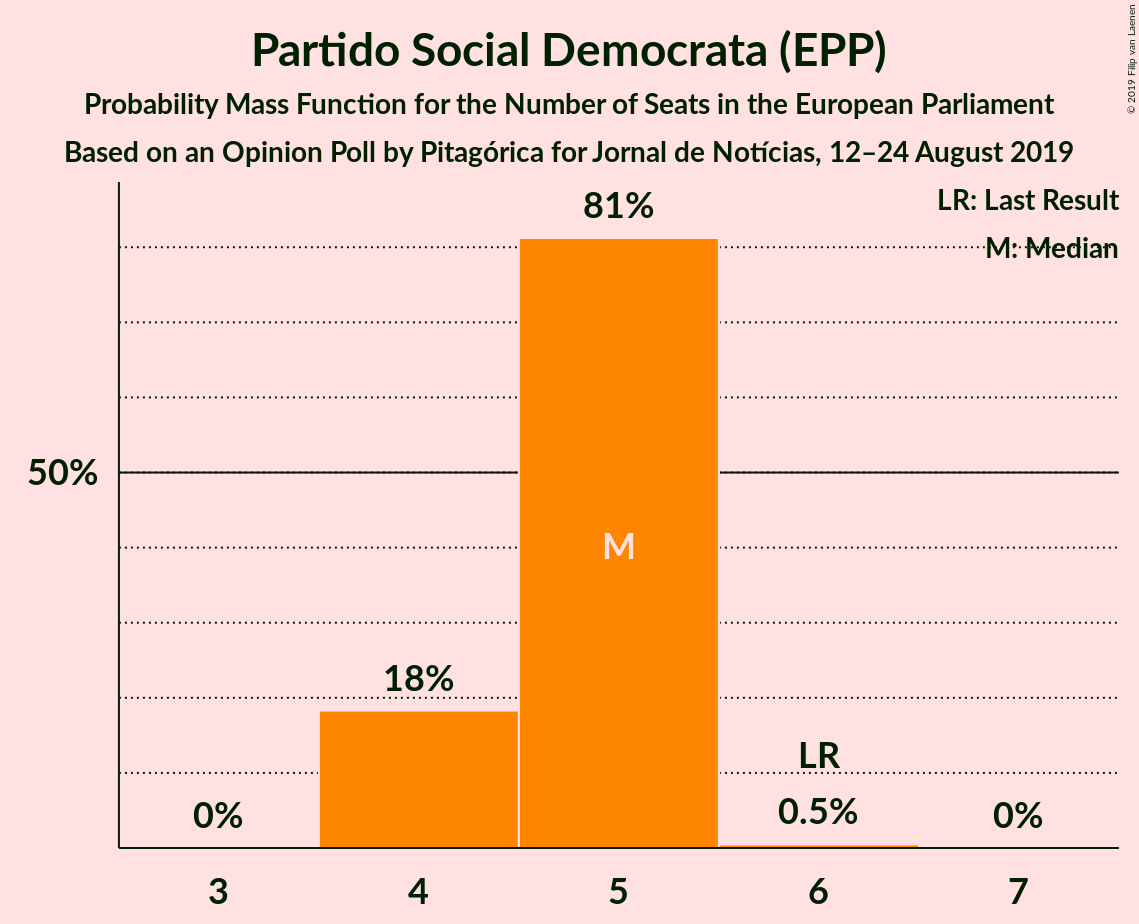 Partido Social Democrata (EPP)
Probability Mass Function for the Number of Seats in the European Parliament
Based on an Opinion Poll by Pitagórica for Jornal de Notícias, 12–24 August 2019
© 2019 Filip van Laenen
LR: Last Result
M: Median
81%
50%
M
18%
LR
0%
0.5%
0%
3 4 5 6 7